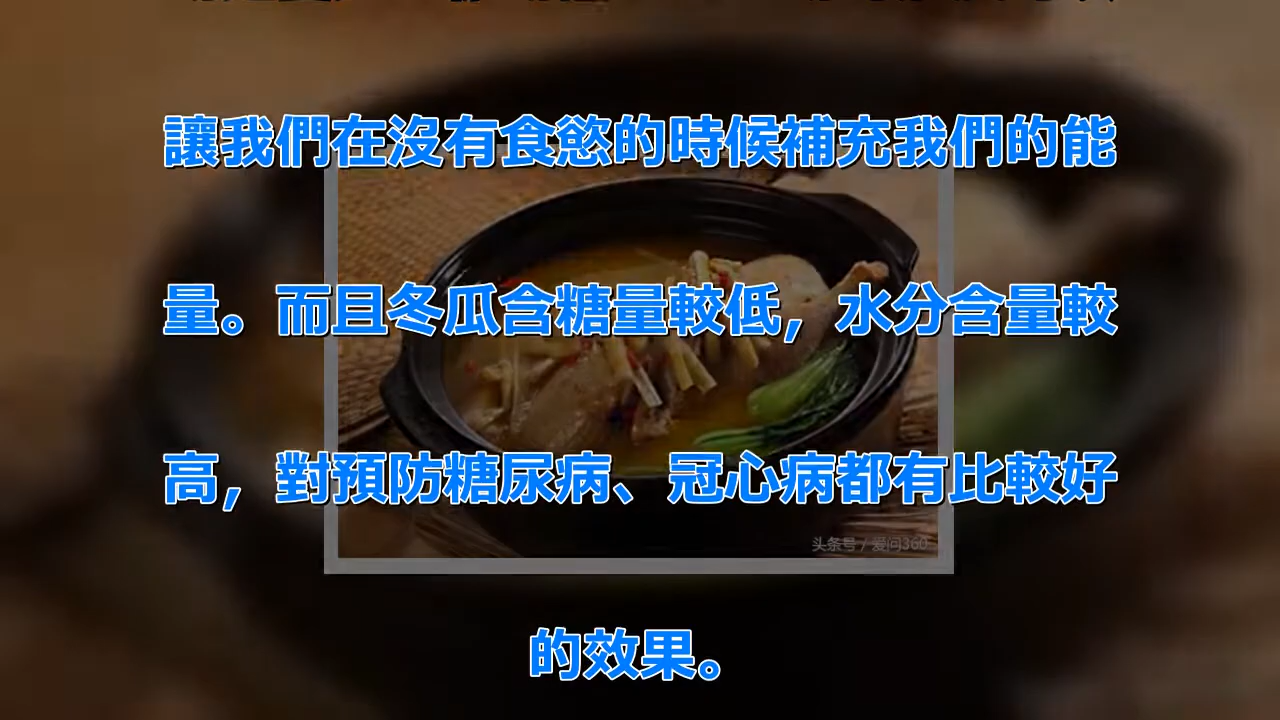 讓我們在沒有食慾的時候補充我們的能
量。而且冬瓜含糖量較低，水分含量較
高，對預防糖尿病、冠心病都有比較好
头条号 / 爱问360
的效果。